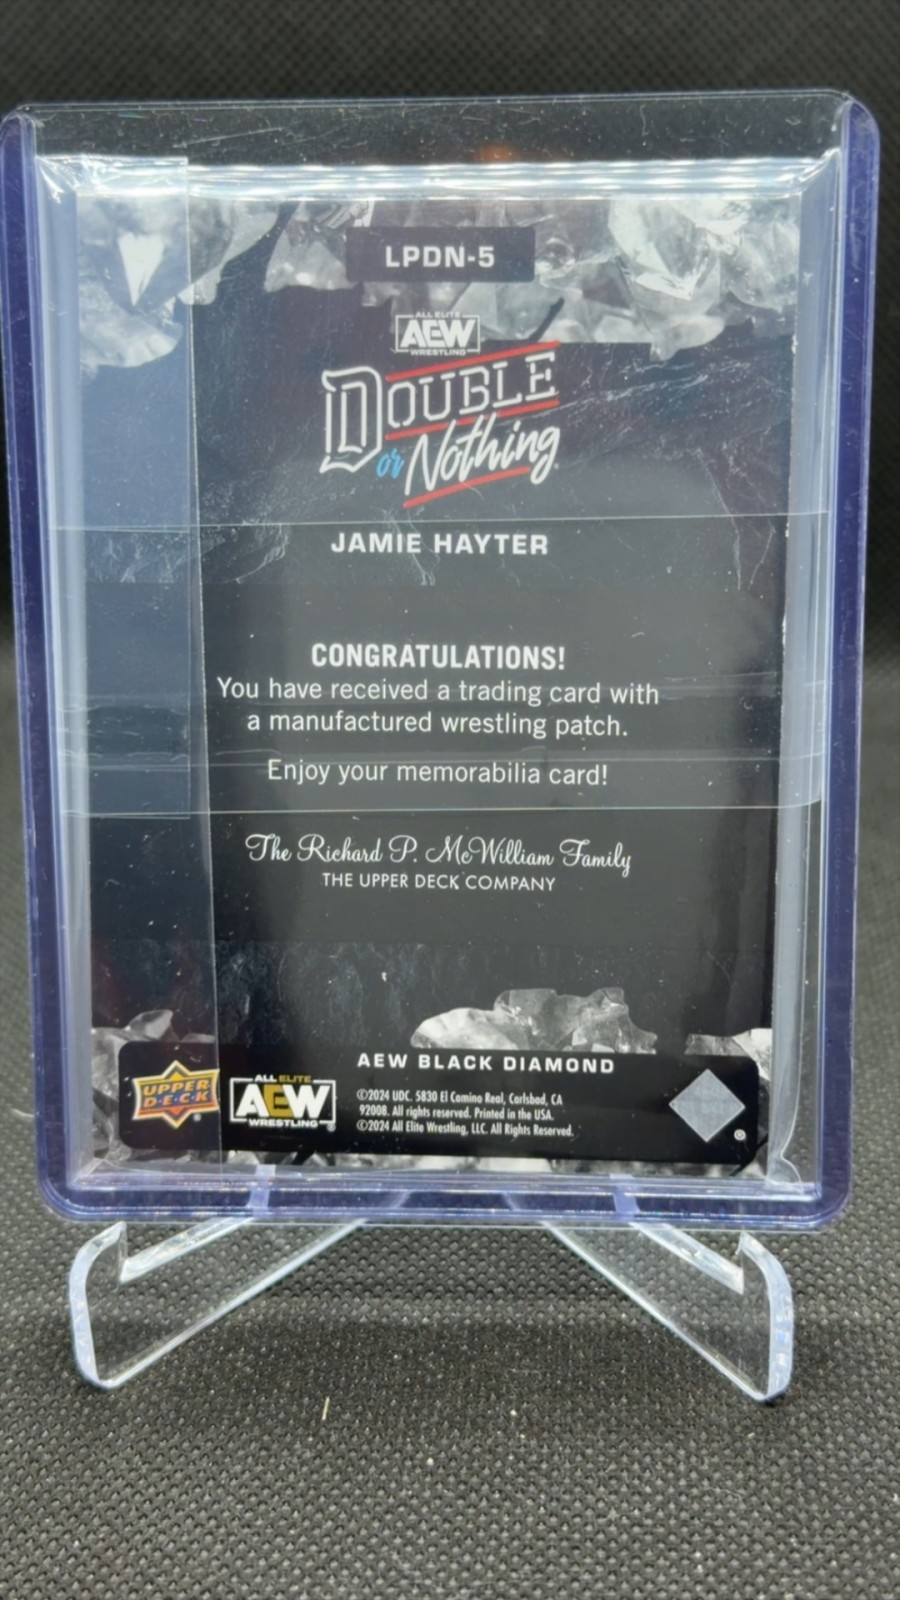 LPDN-5
ALL ELITE
AEW
WRESTLING
DOUBLE
or Nothing
JAMIE HAYTER
CONGRATULATIONS!
You have received a trading card with
a manufactured wrestling patch.
Enjoy your memorabilia card!
The Richard P. McWilliam Family
THE UPPER DECK COMPANY
AEW BLACK DIAMOND
UPPER
D·E·C·K
ALL ELITE
AEW
WRESTLING
©2024 UDC. 5830 El Camino Real, Carlsbad, CA
92008. All rights reserved. Printed in the USA.
©2024 All Elite Wrestling, LLC. All Rights Reserved.